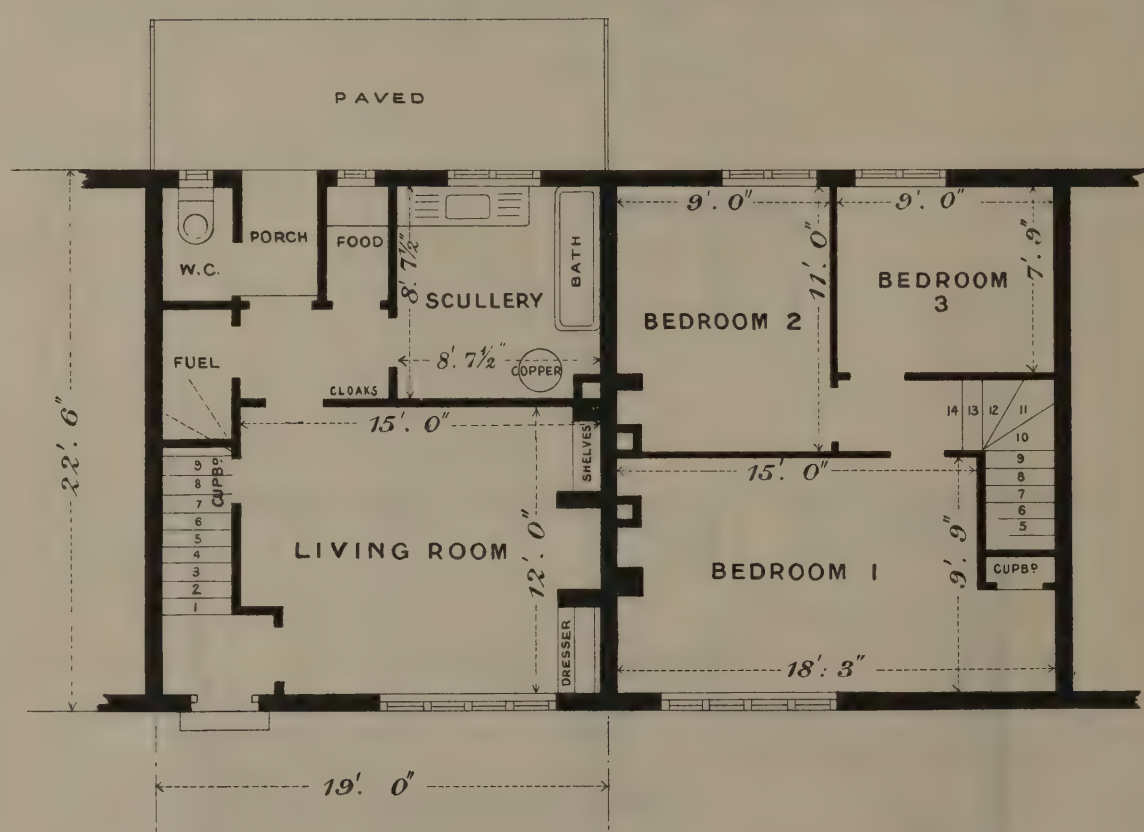 PAVED
W.C.
PORCH
FOOD
8'. 7½"
SCULLERY
BATH
8'. 7½"
COPPER
FUEL
CLOAKS
22'. 6"
15'. 0"
SHELVES
9
8
7
6
5
4
3
2
1
CUPBD.
LIVING ROOM
12'. 0"
DRESSER
19'. 0"
9'. 0"
9'. 0"
11'. 0"
7'. 9"
BEDROOM 2
BEDROOM
3
14 13 12 11
10
9
8
7
6
5
15'. 0"
9'. 9"
BEDROOM 1
CUPBD.
18'. 3"